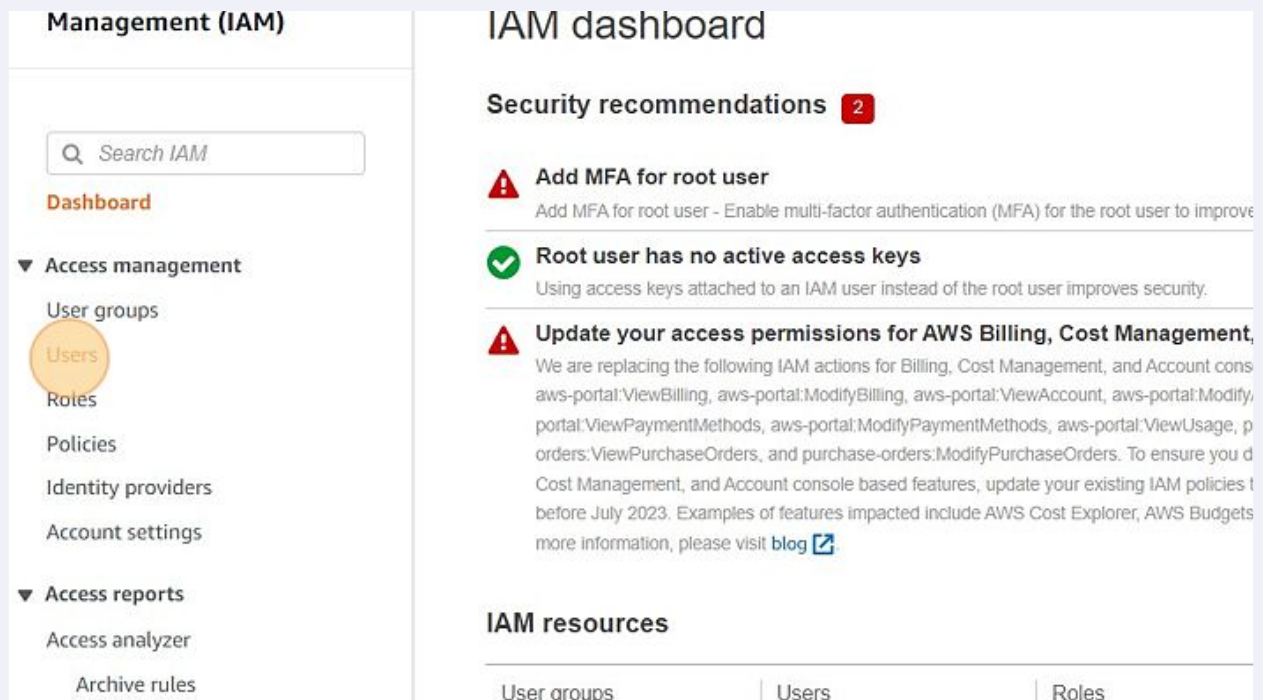 Management (IAM)
Search IAM
Dashboard
Access management
User groups
Users
Roles
Policies
Identity providers
Account settings
Access reports
Access analyzer
Archive rules
IAM dashboard
Security recommendations 2
Add MFA for root user
Add MFA for root user - Enable multi-factor authentication (MFA) for the root user to improve
Root user has no active access keys
Using access keys attached to an IAM user instead of the root user improves security.
Update your access permissions for AWS Billing, Cost Management,
We are replacing the following IAM actions for Billing, Cost Management, and Account cons
aws-portal:ViewBilling, aws-portal:ModifyBilling, aws-portal:ViewAccount, aws-portal:Modify
portal:ViewPaymentMethods, aws-portal:ModifyPaymentMethods, aws-portal:ViewUsage, p
orders:ViewPurchaseOrders, and purchase-orders:ModifyPurchaseOrders. To ensure you d
Cost Management, and Account console based features, update your existing IAM policies t
before July 2023. Examples of features impacted include AWS Cost Explorer, AWS Budgets
more information, please visit blog
IAM resources
User groups
Users
Roles